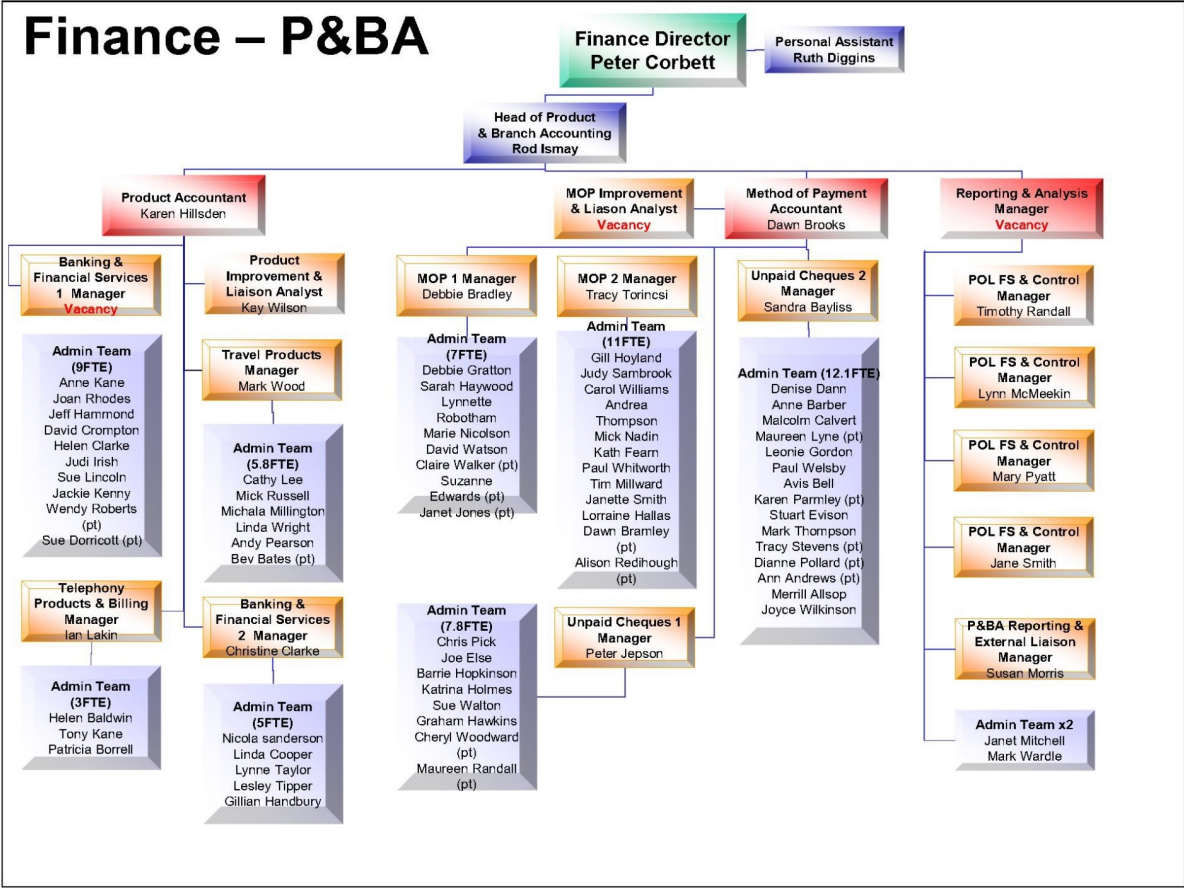 Finance – P&BA
Finance Director
Peter Corbett
Personal Assistant
Ruth Diggins
Head of Product
& Branch Accounting
Rod Ismay
Product Accountant
Karen Hillsden
MOP Improvement
& Liason Analyst
Vacancy
Method of Payment
Accountant
Dawn Brooks
Reporting & Analysis
Manager
Vacancy
Banking &
Financial Services
1 Manager
Vacancy
Product
Improvement &
Liaison Analyst
Kay Wilson
Admin Team
(9FTE)
Anne Kane
Joan Rhodes
Jeff Hammond
David Crompton
Helen Clarke
Judi Irish
Sue Lincoln
Jackie Kenny
Wendy Roberts
(pt)
Sue Dorricott (pt)
Travel Products
Manager
Mark Wood
Admin Team
(5.8FTE)
Cathy Lee
Mick Russell
Michala Millington
Linda Wright
Andy Pearson
Bev Bates (pt)
Telephony
Products & Billing
Manager
Ian Lakin
Admin Team
(3FTE)
Helen Baldwin
Tony Kane
Patricia Borrell
Banking &
Financial Services
2 Manager
Christine Clarke
Admin Team
(5FTE)
Nicola sanderson
Linda Cooper
Lynne Taylor
Lesley Tipper
Gillian Handbury
MOP 1 Manager
Debbie Bradley
Admin Team
(7FTE)
Debbie Gratton
Sarah Haywood
Lynnette
Robotham
Marie Nicolson
David Watson
Claire Walker (pt)
Suzanne
Edwards (pt)
Janet Jones (pt)
MOP 2 Manager
Tracy Torincsi
Admin Team
(11FTE)
Gill Hoyland
Judy Sambrook
Carol Williams
Andrea
Thompson
Mick Nadin
Kath Fearn
Paul Whitworth
Tim Millward
Janette Smith
Lorraine Hallas
Dawn Bramley
(pt)
Alison Redihough
(pt)
Unpaid Cheques 2
Manager
Sandra Bayliss
Admin Team (12.1FTE)
Denise Dann
Anne Barber
Malcolm Calvert
Maureen Lyne (pt)
Leonie Gordon
Paul Welsby
Avis Bell
Karen Parmley (pt)
Stuart Evison
Mark Thompson
Tracy Stevens (pt)
Dianne Pollard (pt)
Ann Andrews (pt)
Merrill Allsop
Joyce Wilkinson
Admin Team
(7.8FTE)
Chris Pick
Joe Else
Barrie Hopkinson
Katrina Holmes
Sue Walton
Graham Hawkins
Cheryl Woodward
(pt)
Maureen Randall
(pt)
Unpaid Cheques 1
Manager
Peter Jepson
POL FS & Control
Manager
Timothy Randall
POL FS & Control
Manager
Lynn McMeekin
POL FS & Control
Manager
Mary Pyatt
POL FS & Control
Manager
Jane Smith
P&BA Reporting &
External Liaison
Manager
Susan Morris
Admin Team x2
Janet Mitchell
Mark Wardle